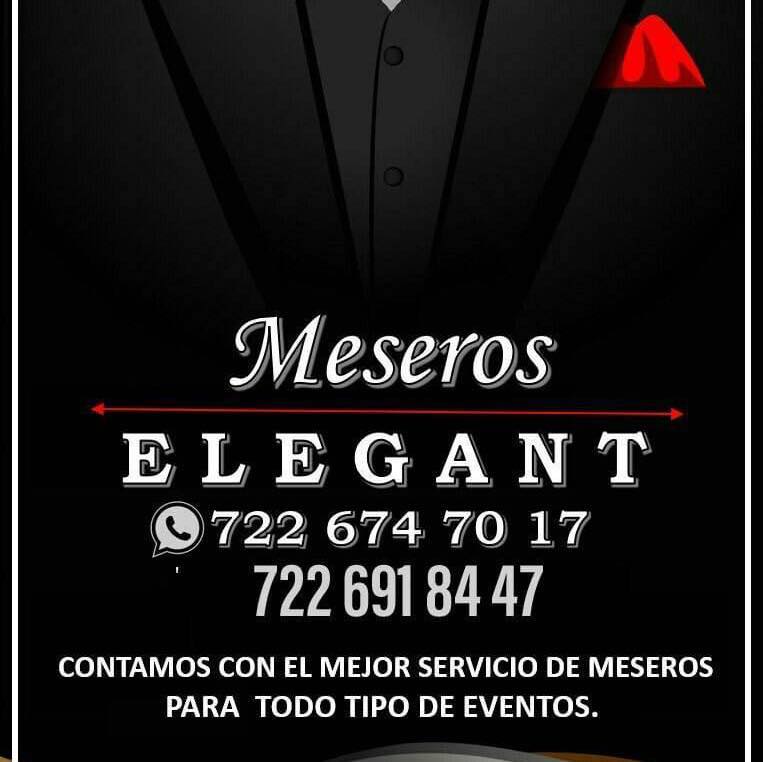 Meseros
ELEGANT
722 674 70 17
722 691 84 47
CONTAMOS CON EL MEJOR SERVICIO DE MESEROS
PARA TODO TIPO DE EVENTOS.